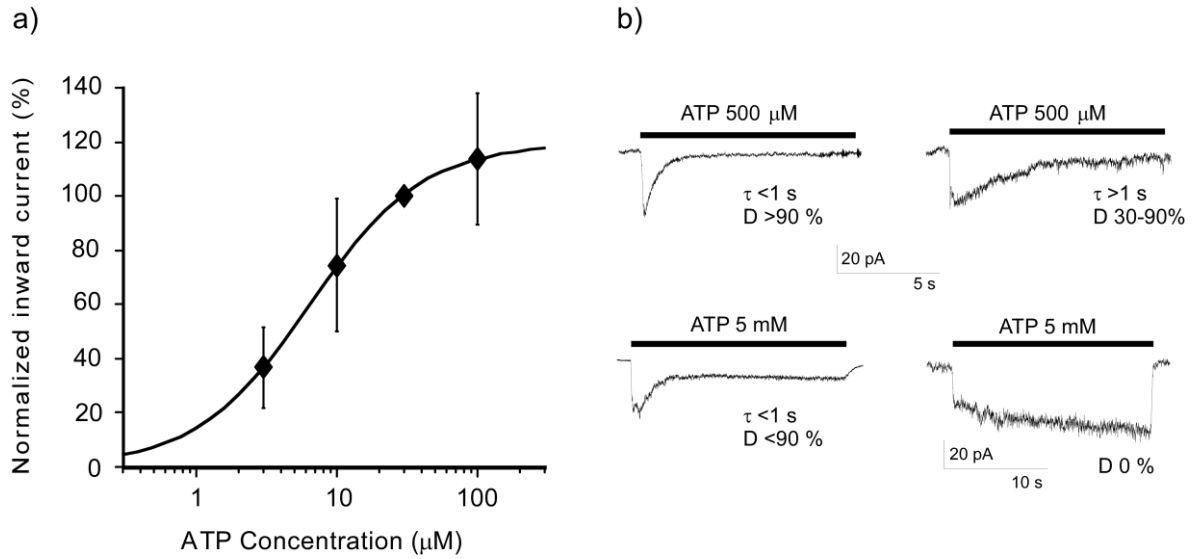 a)
Normalized inward current (%)
140
120
100
80
60
40
20
0
1
10
100
ATP Concentration (μM)
b)
ATP 500 μM
τ <1 s
D >90 %
ATP 500 μM
τ >1 s
D 30-90%
20 pA
5 s
ATP 5 mM
τ <1 s
D <90 %
ATP 5 mM
20 pA
10 s
D 0 %